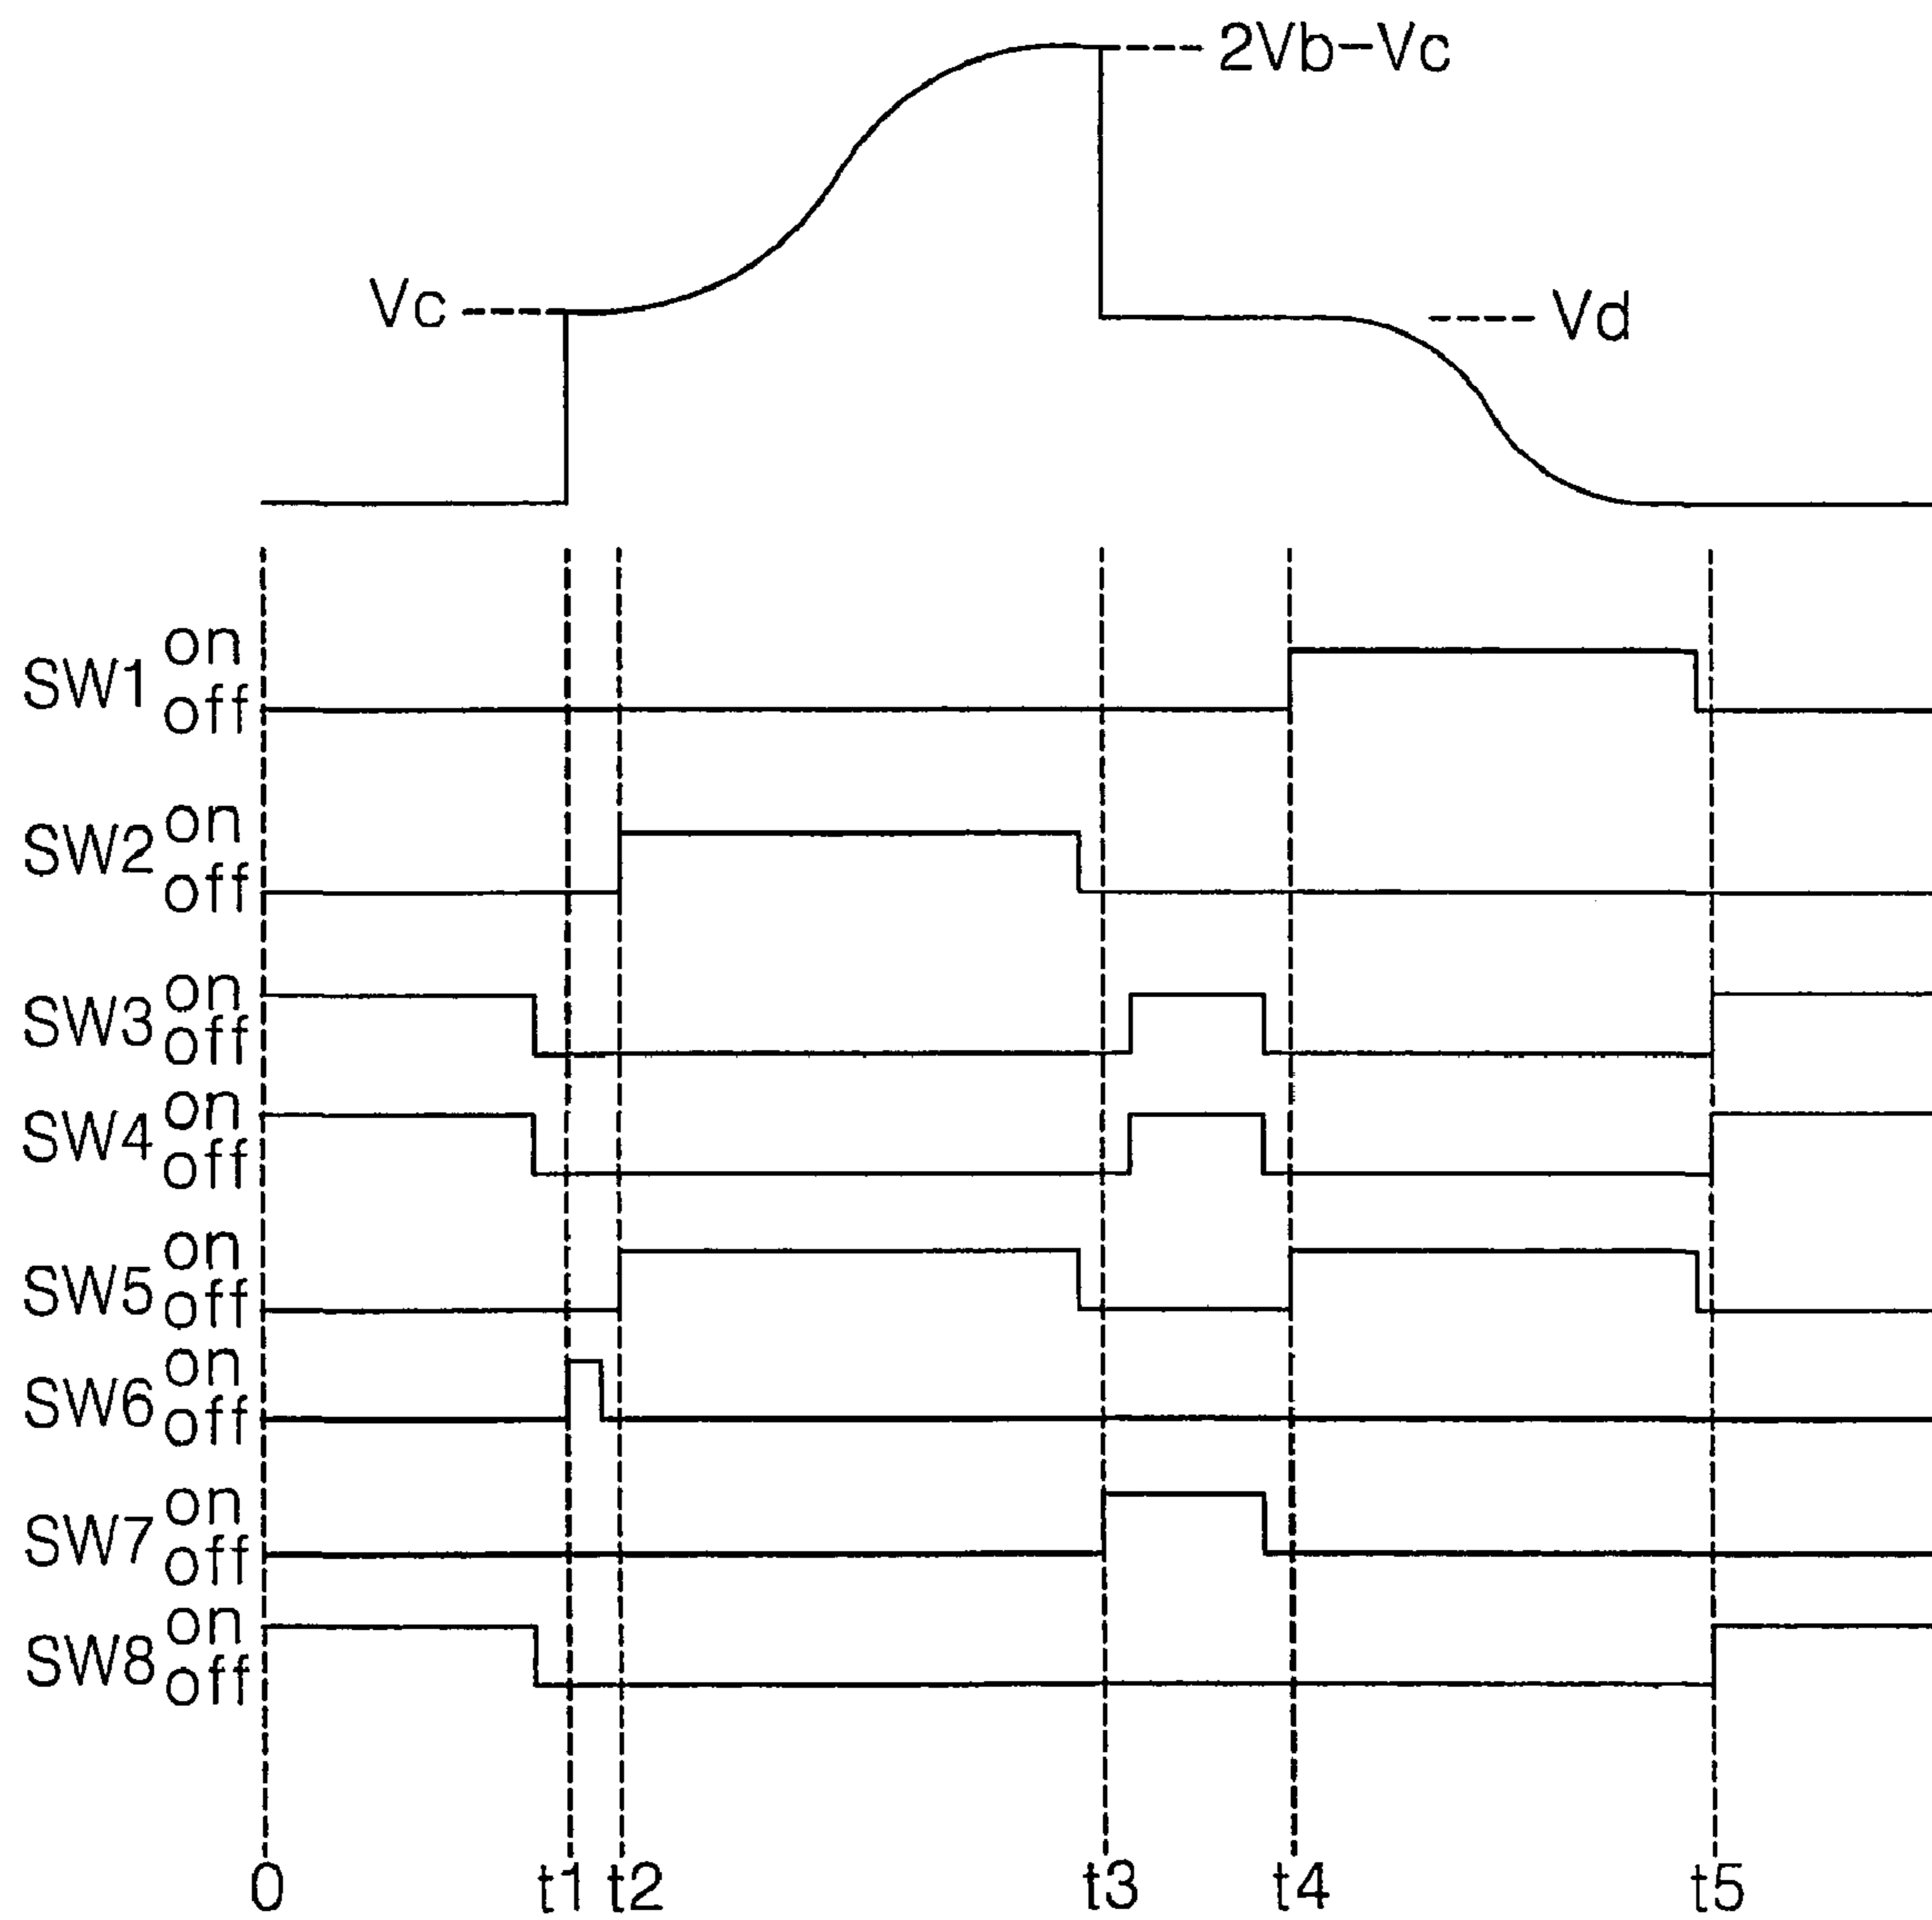 2Vb-Vc
Vc
Vd
SW1 on off
SW2 on off
SW3 on off
SW4 on off
SW5 on off
SW6 on off
SW7 on off
SW8 on off
0 t1 t2 t3 t4 t5